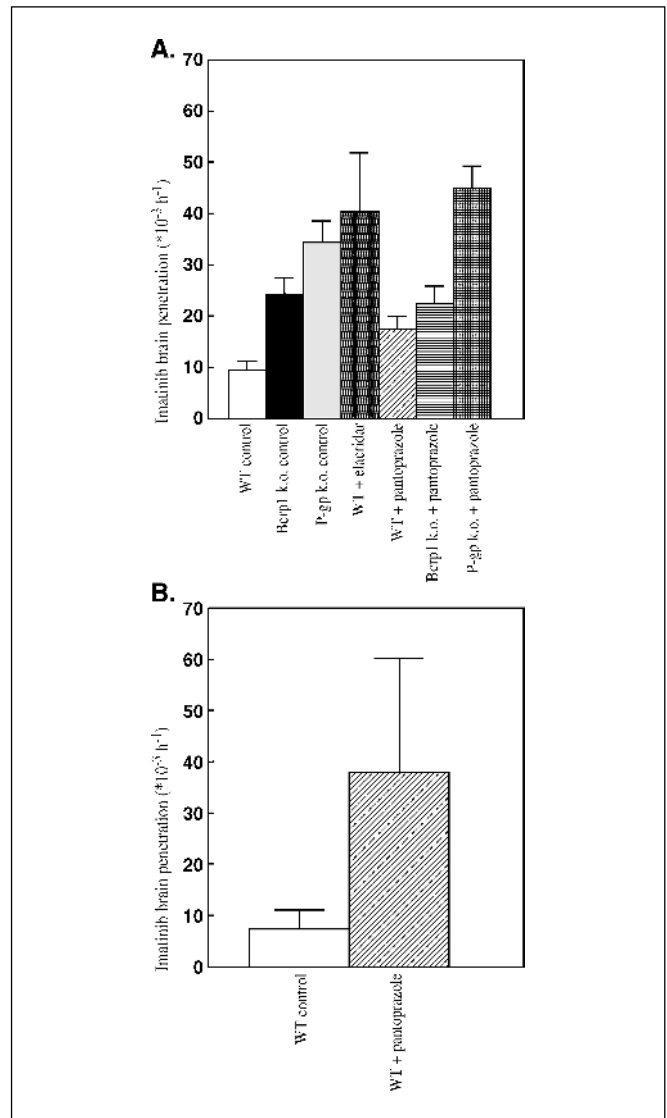 A.
Imatinib brain penetration (*10⁻³ h⁻¹)
70
60
50
40
30
20
10
0
WT control
Bcrp1 k.o. control
P-gp k.o. control
WT + elacridar
WT + pantoprazole
Bcrp1 k.o. + pantoprazole
P-gp k.o. + pantoprazole
B.
Imatinib brain penetration (*10⁻³ h⁻¹)
70
60
50
40
30
20
10
0
WT control
WT + pantoprazole